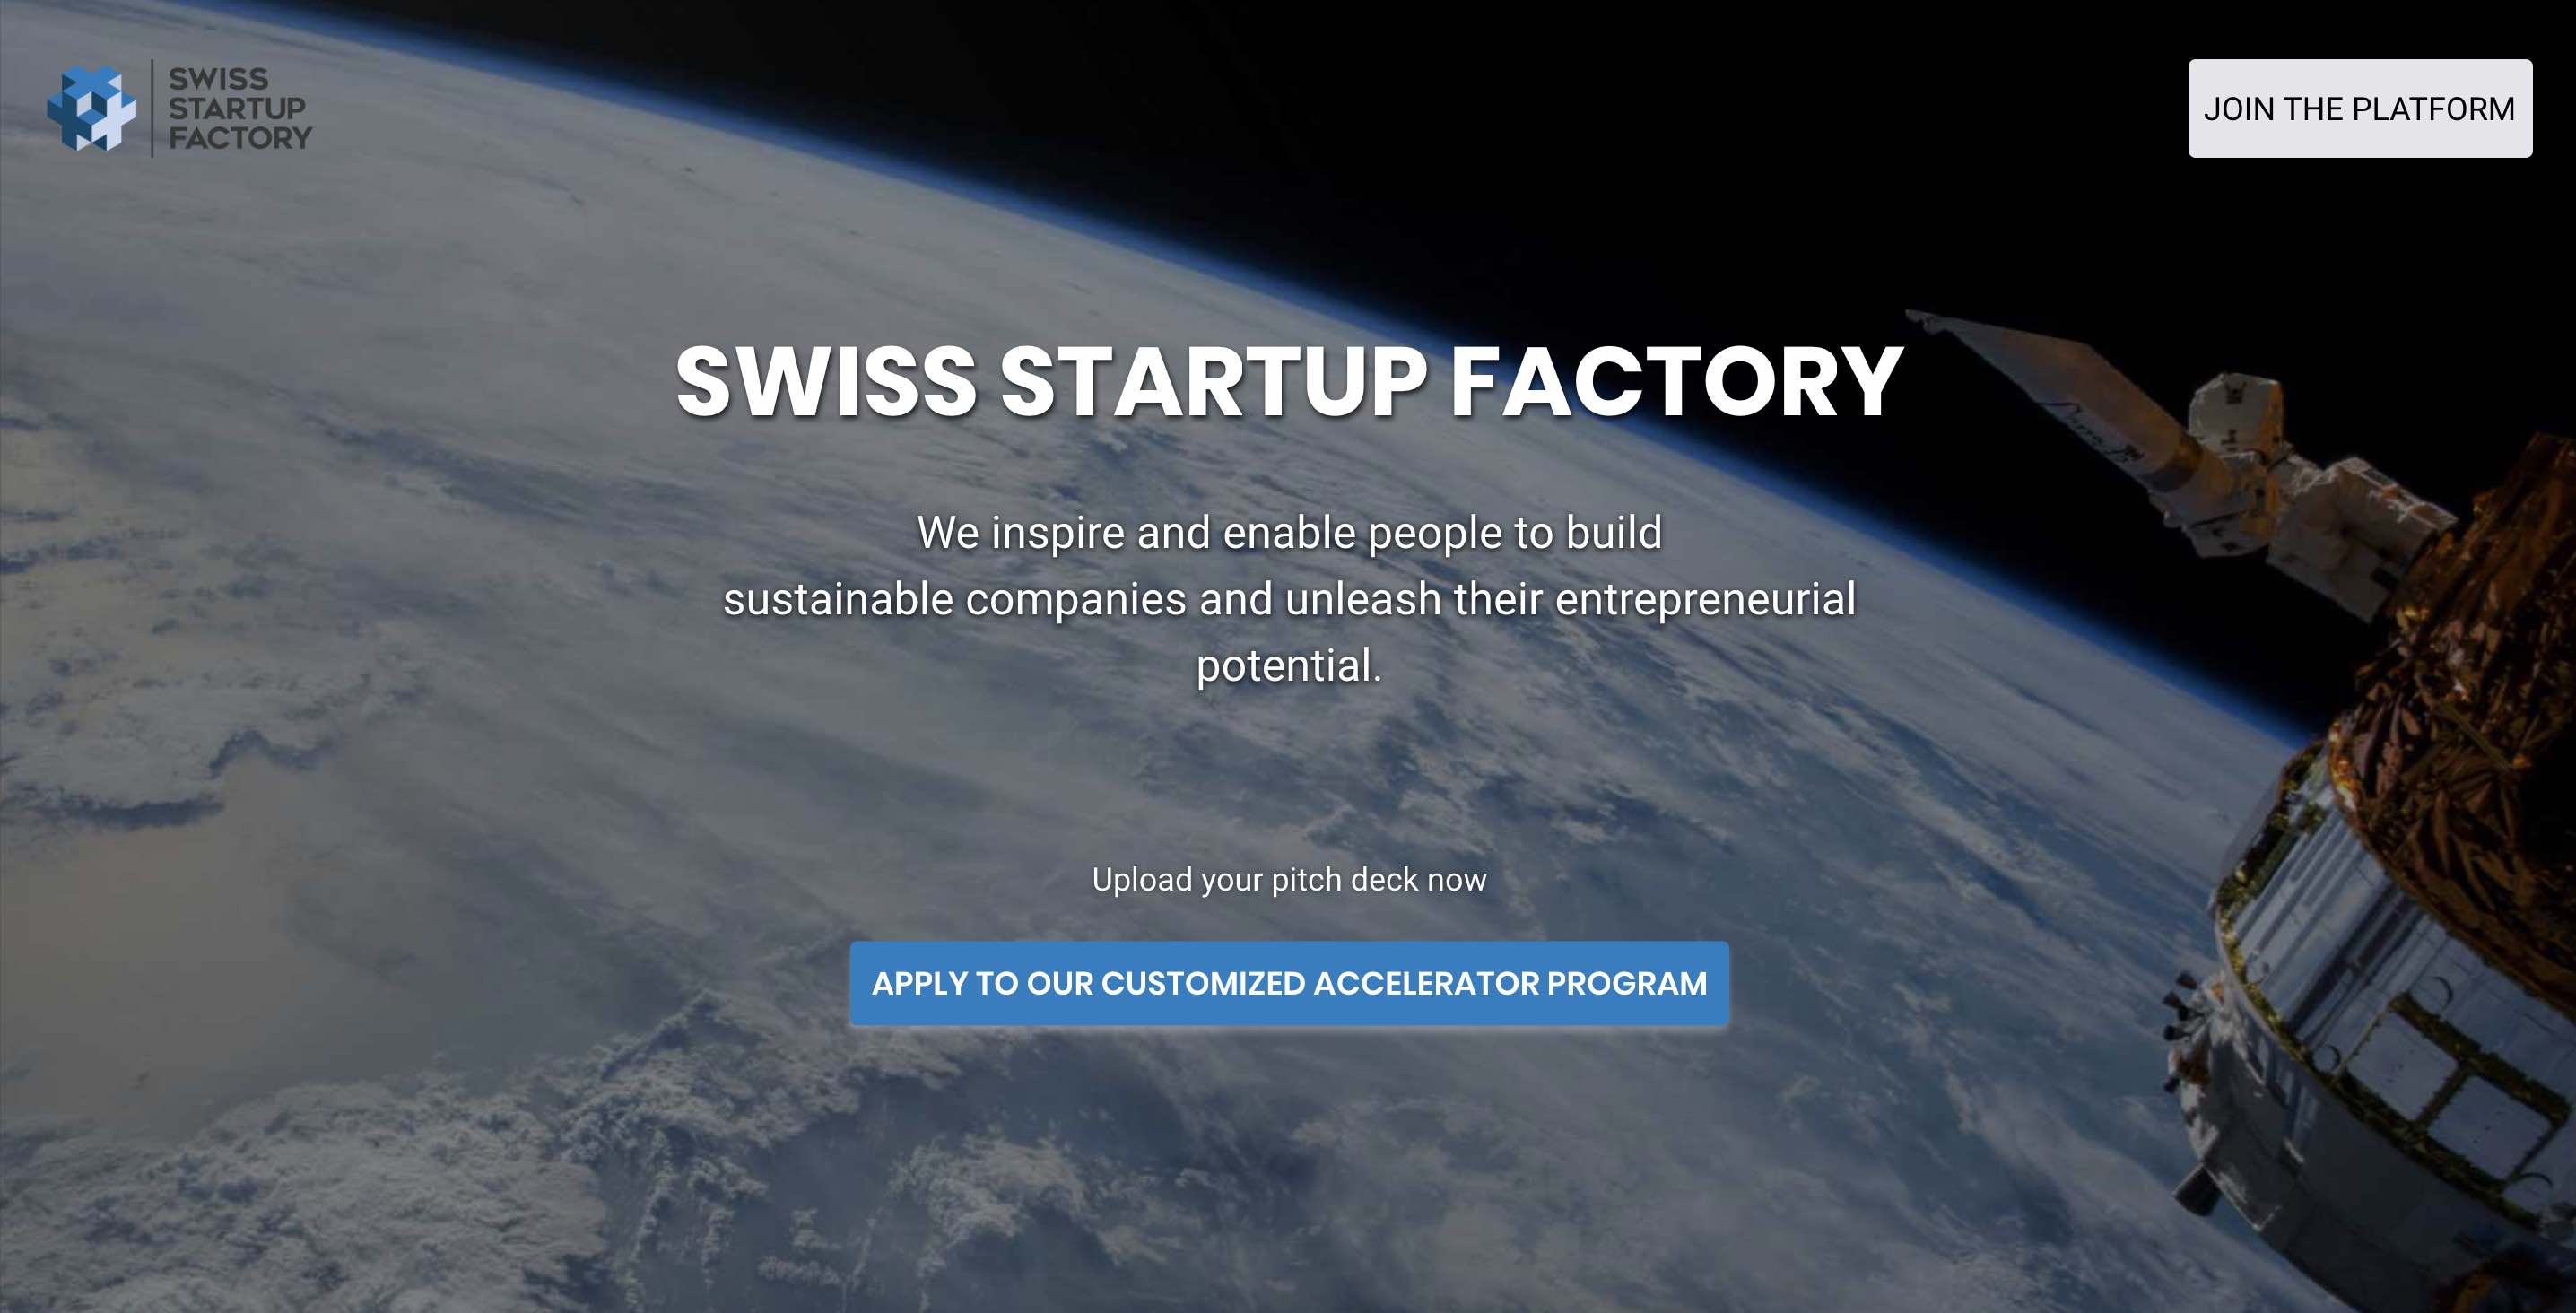 SWISS
STARTUP
FACTORY
JOIN THE PLATFORM
SWISS STARTUP FACTORY
We inspire and enable people to build
sustainable companies and unleash their entrepreneurial
potential.
Upload your pitch deck now
APPLY TO OUR CUSTOMIZED ACCELERATOR PROGRAM